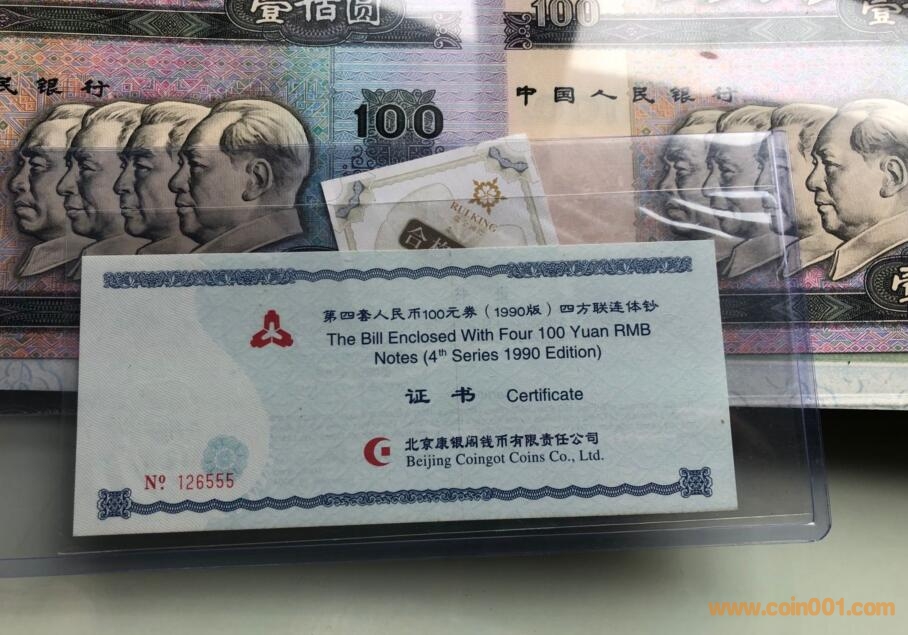 壹佰圆
100
壹
民银行
100
中国人民银行
RUI KING
合格
壹
第四套人民币100元券（1990版）四方联连体钞
The Bill Enclosed With Four 100 Yuan RMB
Notes (4th Series 1990 Edition)
证书 Certificate
北京康银阁钱币有限责任公司
Beijing Coingot Coins Co., Ltd.
Nº 126555
www.coin001.com